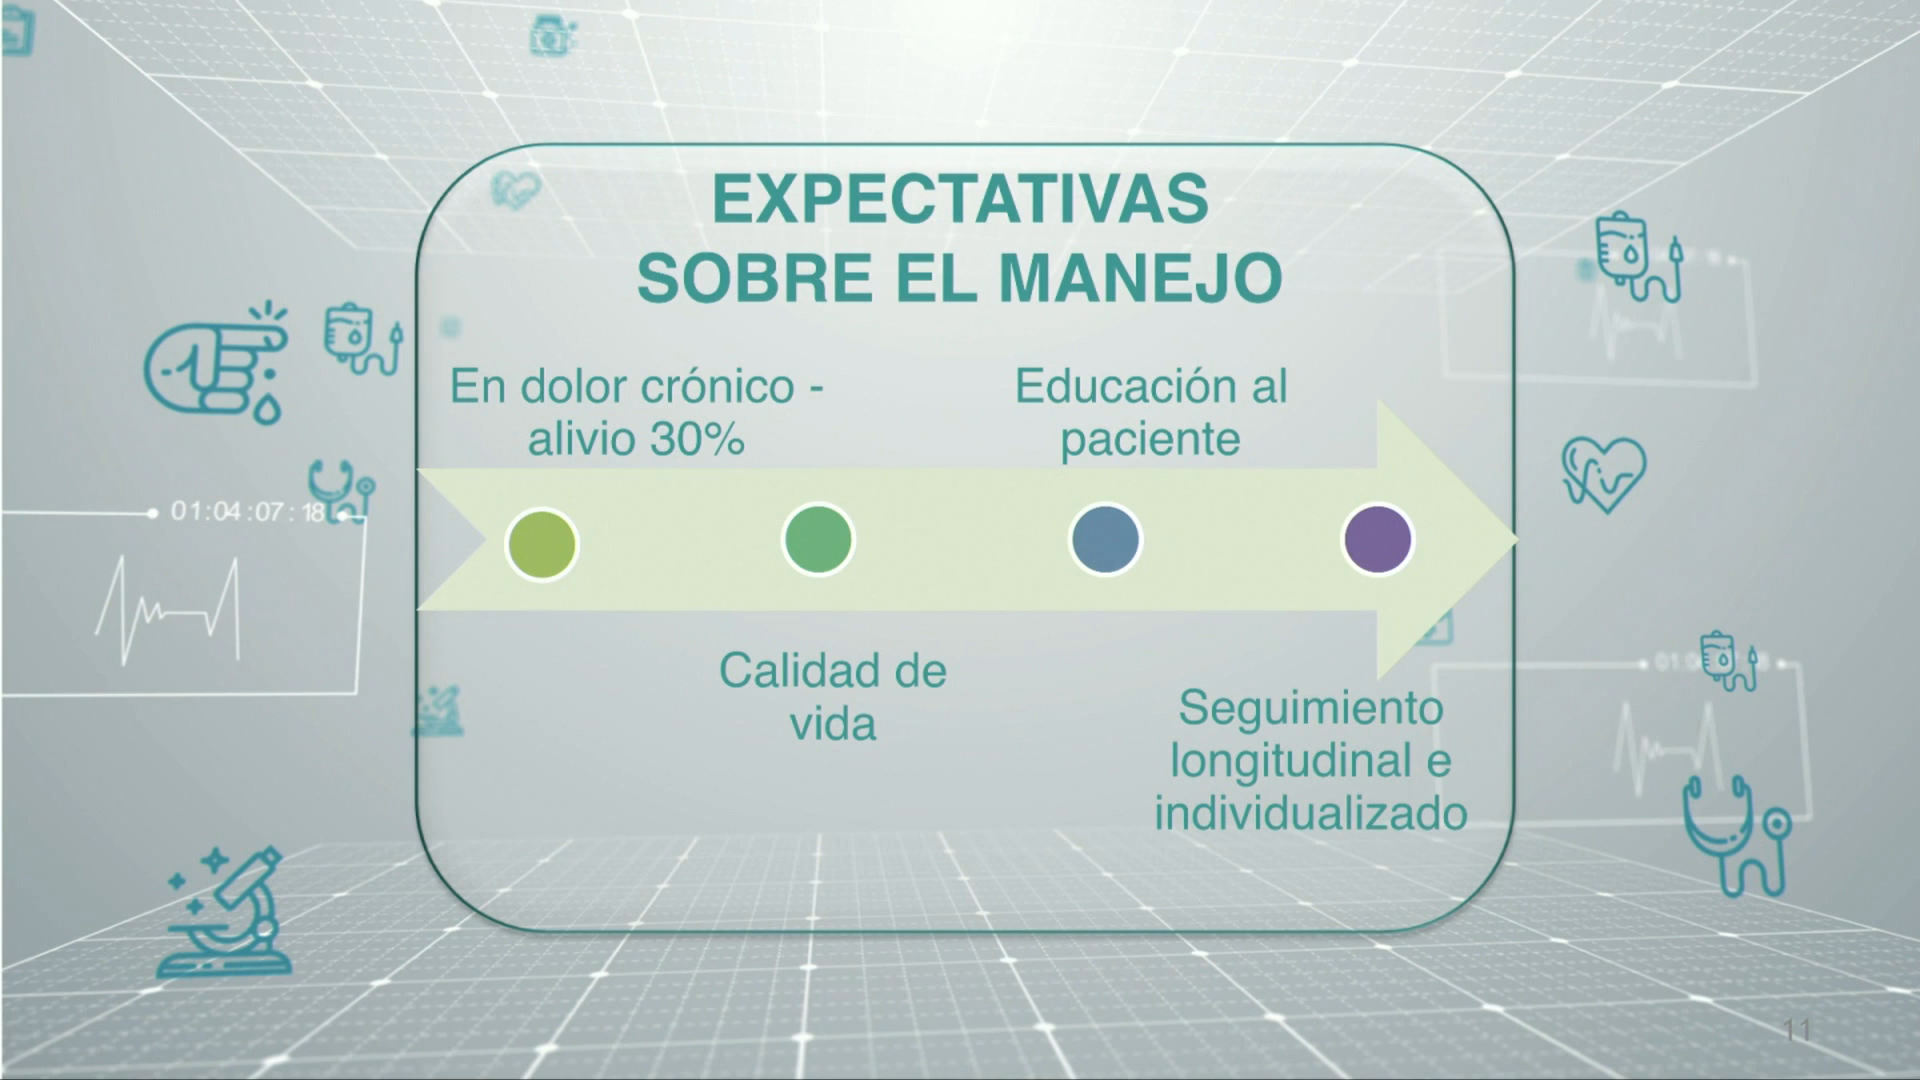 EXPECTATIVAS
SOBRE EL MANEJO
En dolor crónico -
alivio 30%
Educación al
paciente
Calidad de
vida
Seguimiento
longitudinal e
individualizado
01:04:07:18
11